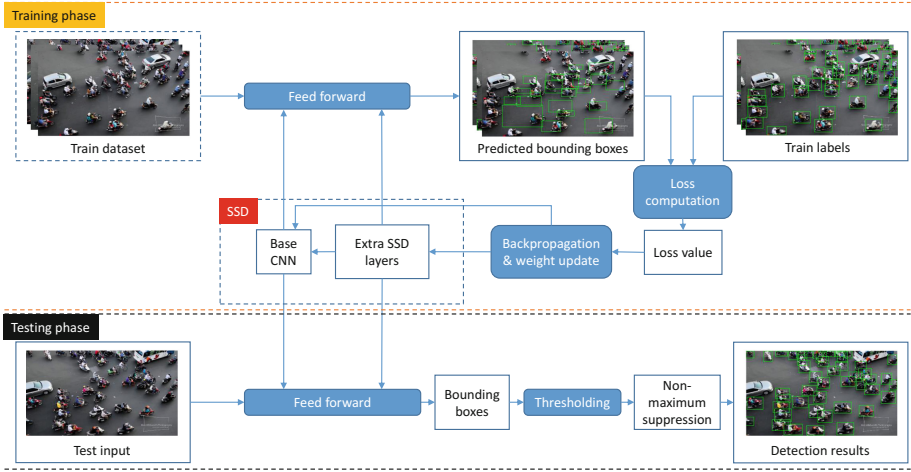 Training phase
Train dataset
Feed forward
Predicted bounding boxes
Train labels
Loss
computation
SSD
Base
CNN
Extra SSD
layers
Backpropagation
& weight update
Loss value
Testing phase
Test input
Feed forward
Bounding
boxes
Thresholding
Non-
maximum
suppression
Detection results